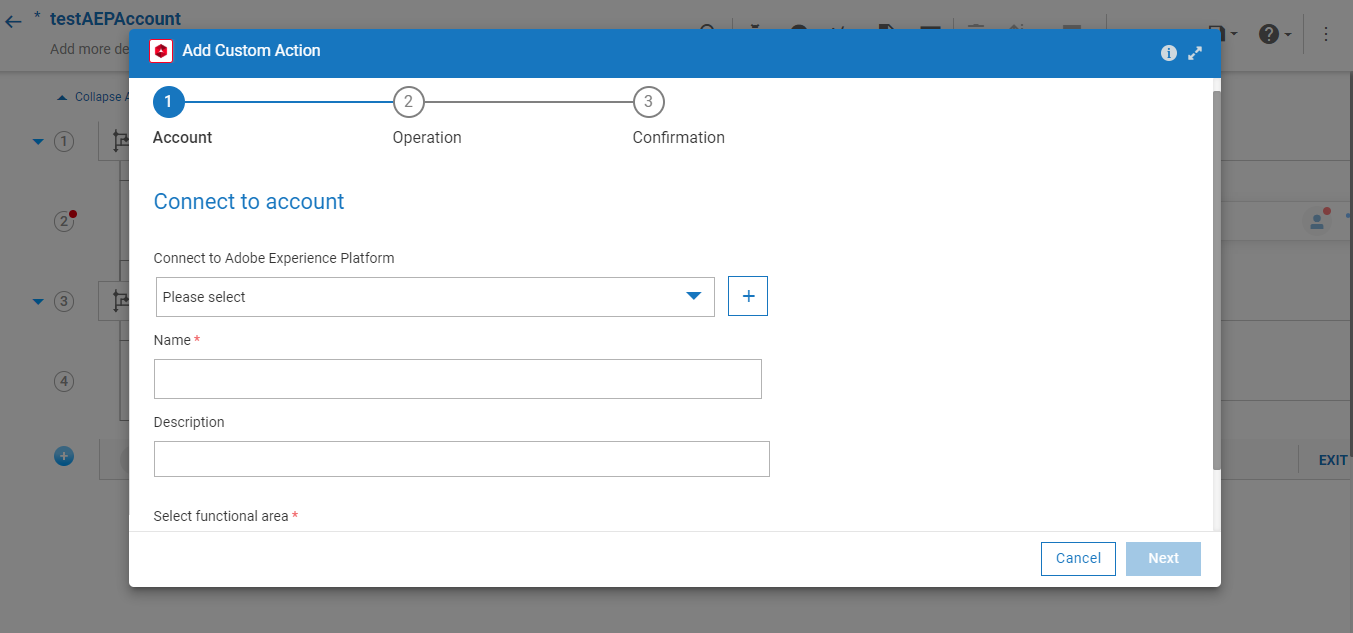 * testAEPAccount
Add more de
Add Custom Action
?
Collapse A
1
2
3
4
1 2 3
Account Operation Confirmation
Connect to account
Connect to Adobe Experience Platform
Please select
+
Name *
Description
Select functional area *
EXIT
Cancel Next